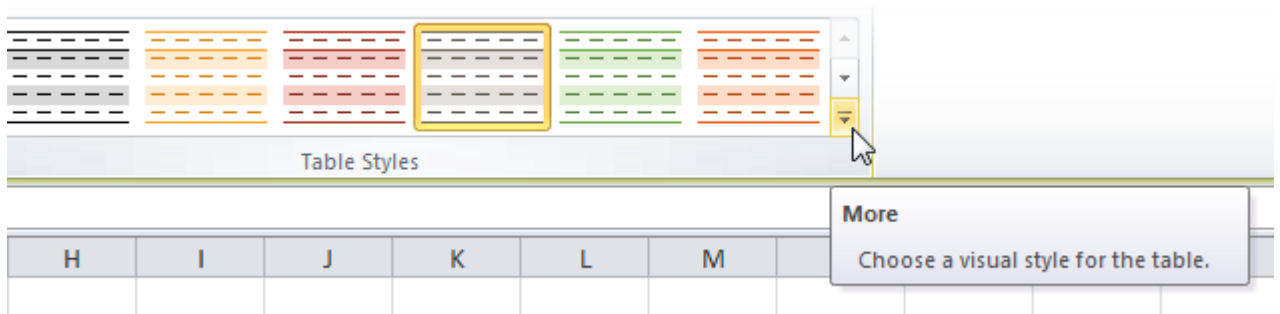 Table Styles
More
Choose a visual style for the table.
H I J K L M